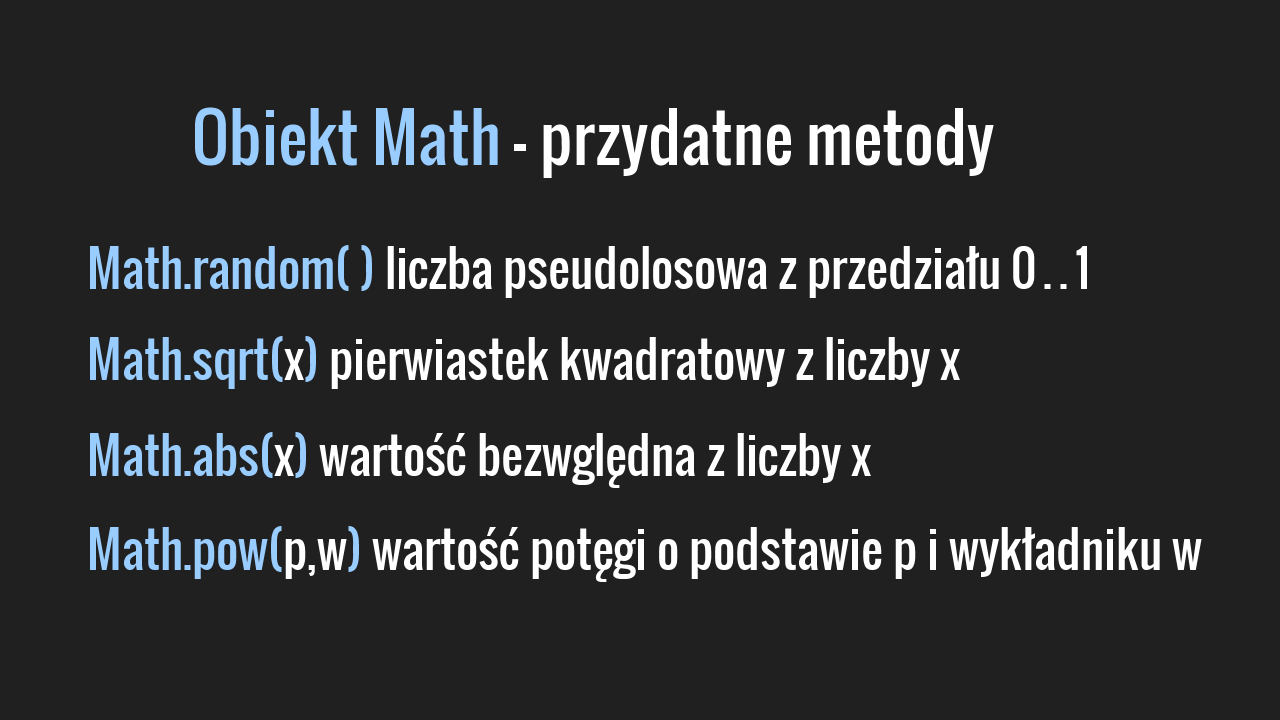 Obiekt Math - przydatne metody
Math.random( ) liczba pseudolosowa z przedziału 0 . . 1
Math.sqrt(x) pierwiastek kwadratowy z liczby x
Math.abs(x) wartość bezwględna z liczby x
Math.pow(p,w) wartość potęgi o podstawie p i wykładniku w